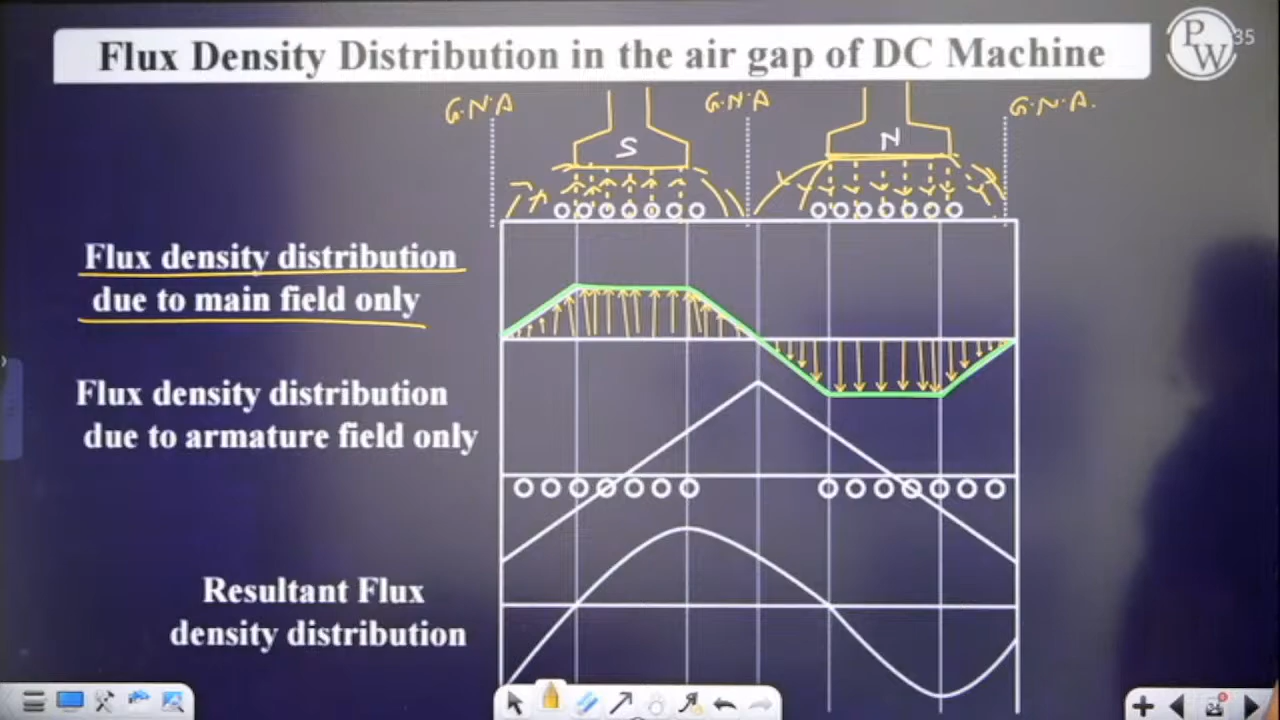 Flux Density Distribution in the air gap of DC Machine
PW
35
G.N.A
G.N.A
G.N.A.
S
N
Flux density distribution
due to main field only
Flux density distribution
due to armature field only
Resultant Flux
density distribution